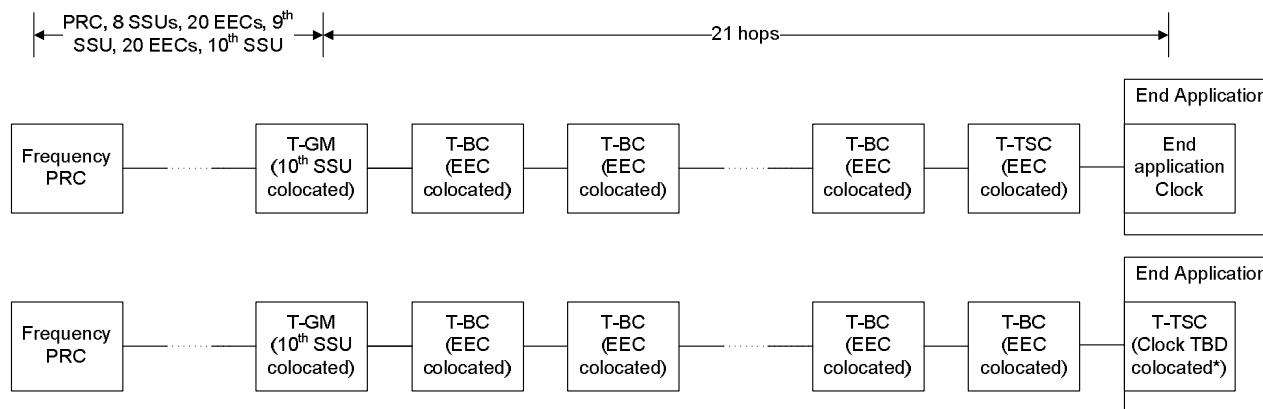 PRC, 8 SSUs, 20 EECs, 9th
SSU, 20 EECs, 10th SSU
21 hops
End Application
Frequency
PRC
T-GM
(10th SSU
colocated)
T-BC
(EEC
colocated)
T-BC
(EEC
colocated)
T-BC
(EEC
colocated)
T-TSC
(EEC
colocated)
End
application
Clock
End Application
Frequency
PRC
T-GM
(10th SSU
colocated)
T-BC
(EEC
colocated)
T-BC
(EEC
colocated)
T-BC
(EEC
colocated)
T-BC
(EEC
colocated)
T-TSC
(Clock TBD
colocated*)